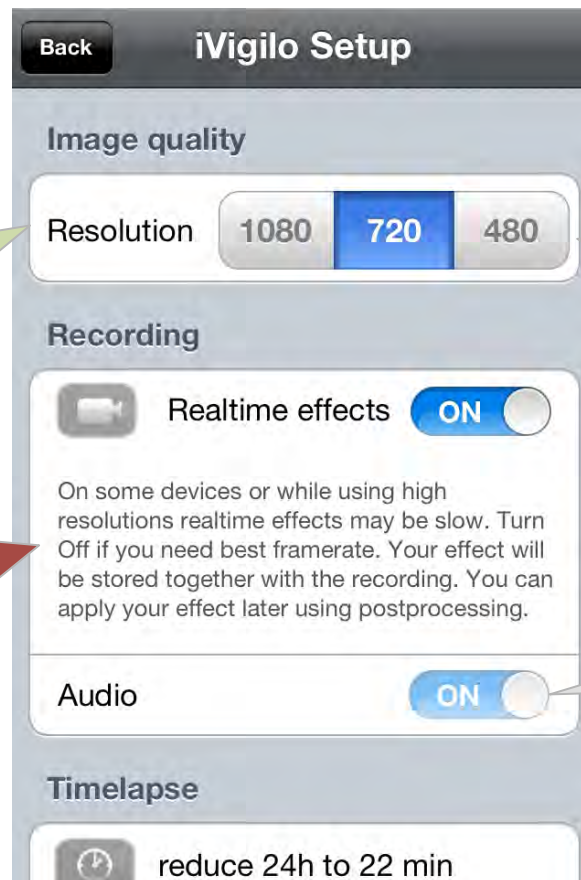 Back iVigilo Setup
Image quality
Resolution 1080 720 480
Recording
Realtime effects ON
On some devices or while using high
resolutions realtime effects may be slow. Turn
Off if you need best framerate. Your effect will
be stored together with the recording. You can
apply your effect later using postprocessing.
Audio ON
Timelapse
reduce 24h to 22 min